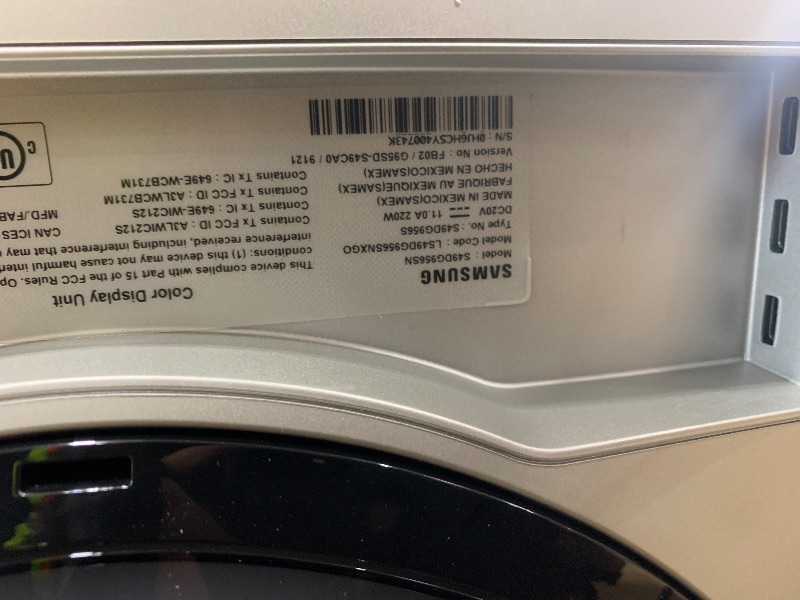 SAMSUNG
Model : S49DG956SN
Model Code : LS49DG956SNXGO
Type No. : S49DG956S
DC20V 11.0A 220W
MADE IN MEXICO(SAMEX)
FABRIQUE AU MEXIQUE(SAMEX)
HECHO EN MEXICO(SAMEX)
Version No : FB02 / G95SD-S49CA0 / 9121
S/N : 0HJ6HCSY400743K
Color Display Unit
This device complies with Part 15 of the FCC Rules. Op
conditions: (1) this device may not cause harmful interf
interference received, including interference that may c
Contains Tx FCC ID : A3LWIC212S
Contains Tx IC : 649E-WIC212S
Contains Tx FCC ID : A3LWCB731M
Contains Tx IC : 649E-WCB731M
CAN ICES
MFD./FAB
C
U